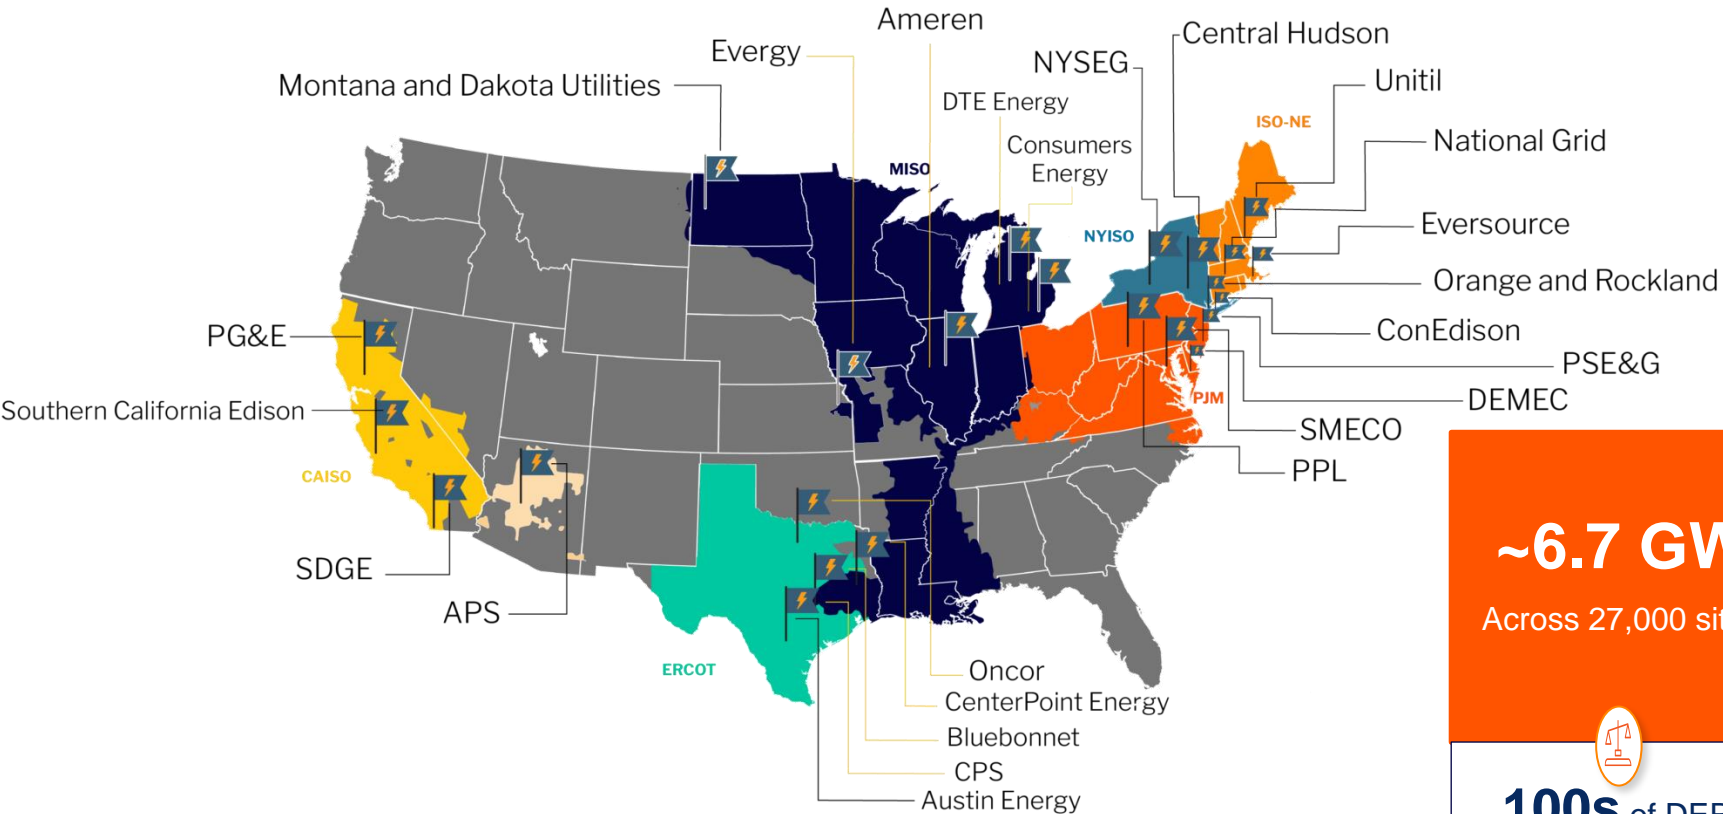 Ameren
Central Hudson
Evergy
NYSEG
Unitil
Montana and Dakota Utilities
DTE Energy
ISO-NE
Consumers
Energy
National Grid
MISO
Eversource
NYISO
Orange and Rockland
PG&E
ConEdison
PSE&G
Southern California Edison
PJM
DEMEC
SMECO
CAISO
PPL
~6.7 GW
SDGE
APS
Across 27,000
ERCOT
Oncor
CenterPoint Energy
Bluebonnet
CPS
Austin Energy
100s of